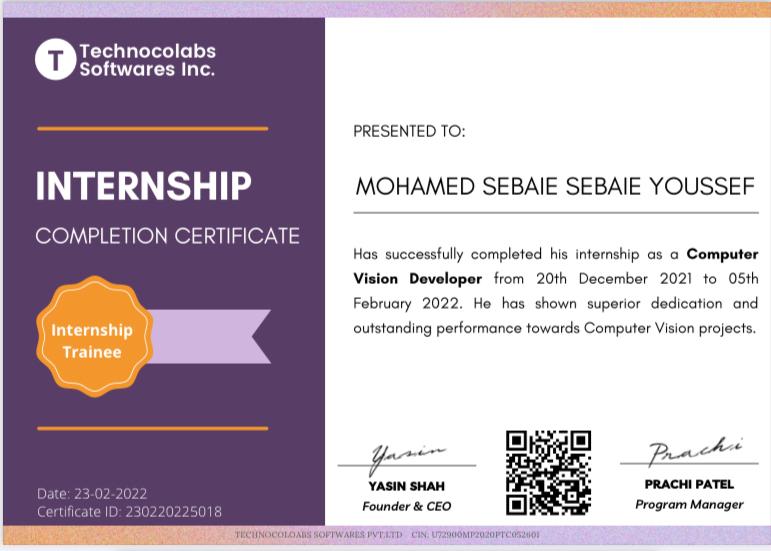 T
Technocolabs
Softwares Inc.
INTERNSHIP
COMPLETION CERTIFICATE
Internship
Trainee
Date: 23-02-2022
Certificate ID: 230220225018
PRESENTED TO:
MOHAMED SEBAIE SEBAIE YOUSSEF
Has successfully completed his internship as a Computer
Vision Developer from 20th December 2021 to 05th
February 2022. He has shown superior dedication and
outstanding performance towards Computer Vision projects.
Yasin
YASIN SHAH
Founder & CEO
Prachi
PRACHI PATEL
Program Manager
TECHNOCOLOABS SOFTWARES PVT.LTD CIN: U72900MP2020PTC052601